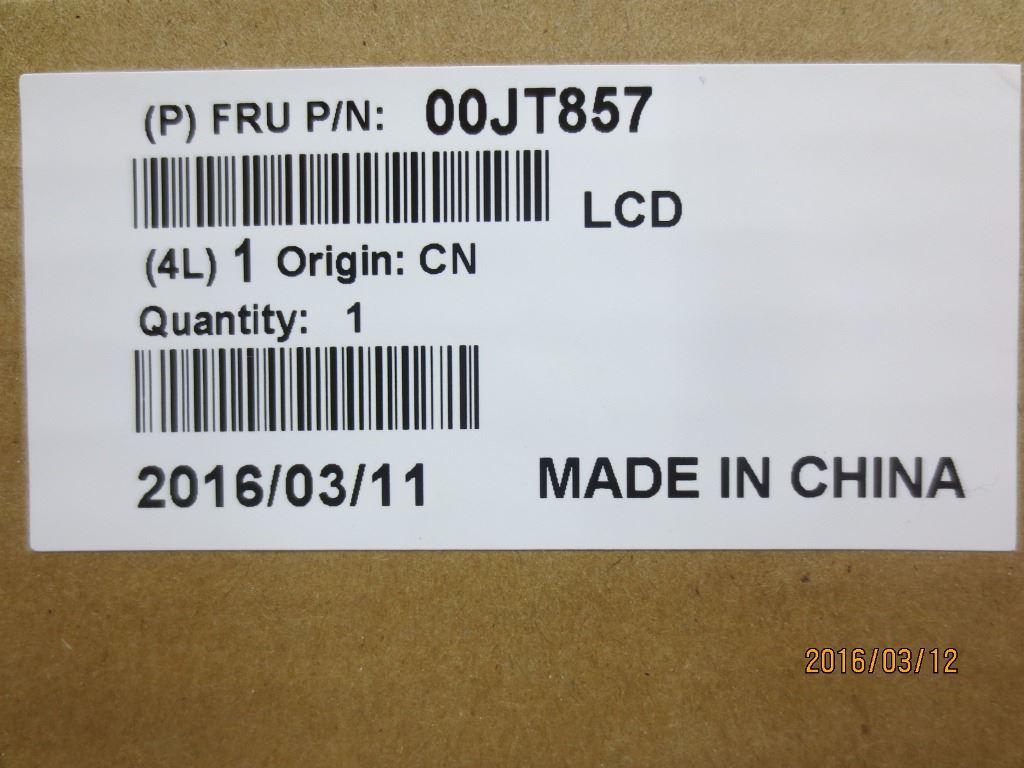 (P) FRU P/N: 00JT857
LCD
(4L) 1 Origin: CN
Quantity: 1
2016/03/11 MADE IN CHINA
2016/03/12